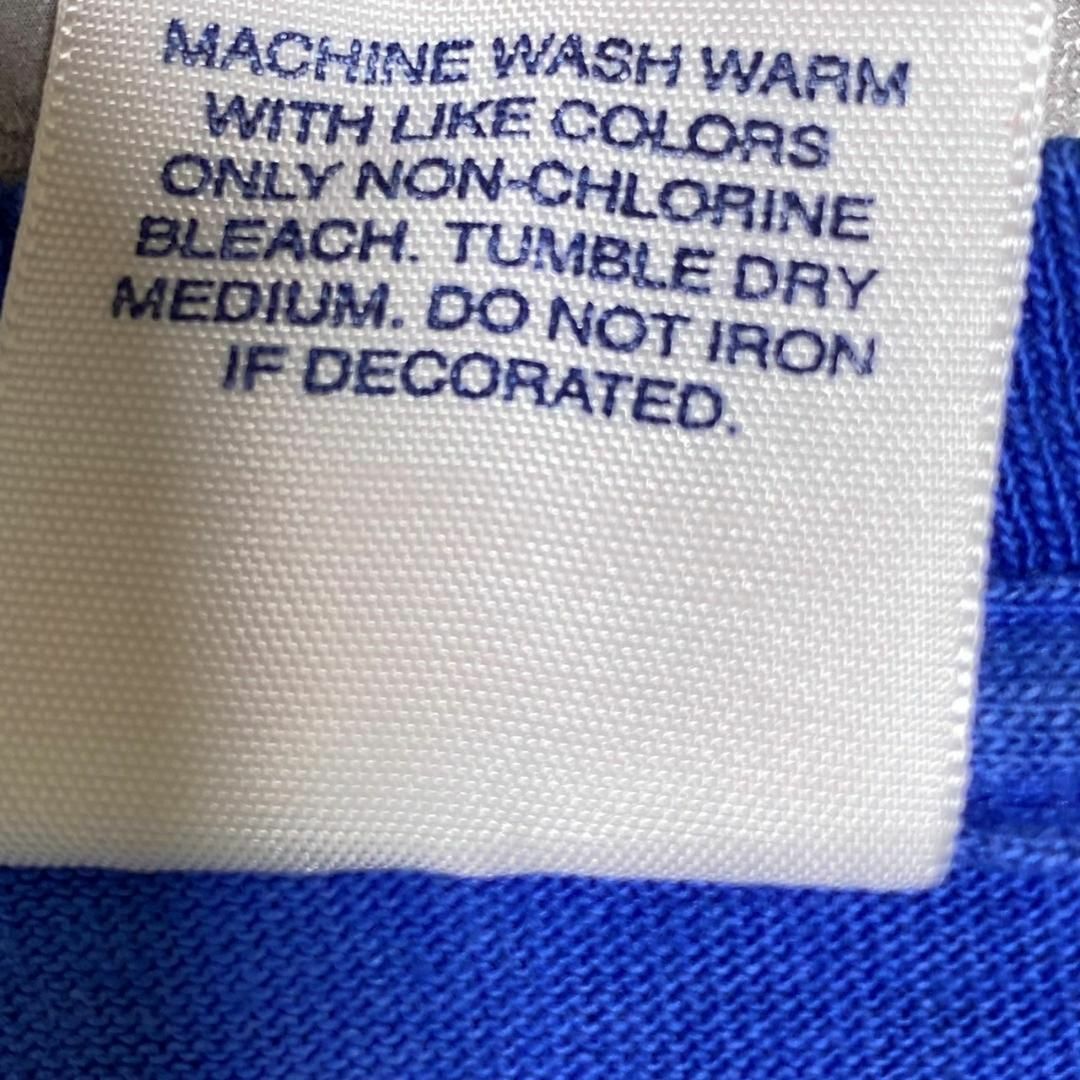 MACHINE WASH WARM
WITH LIKE COLORS
ONLY NON-CHLORINE
BLEACH. TUMBLE DRY
MEDIUM. DO NOT IRON
IF DECORATED.